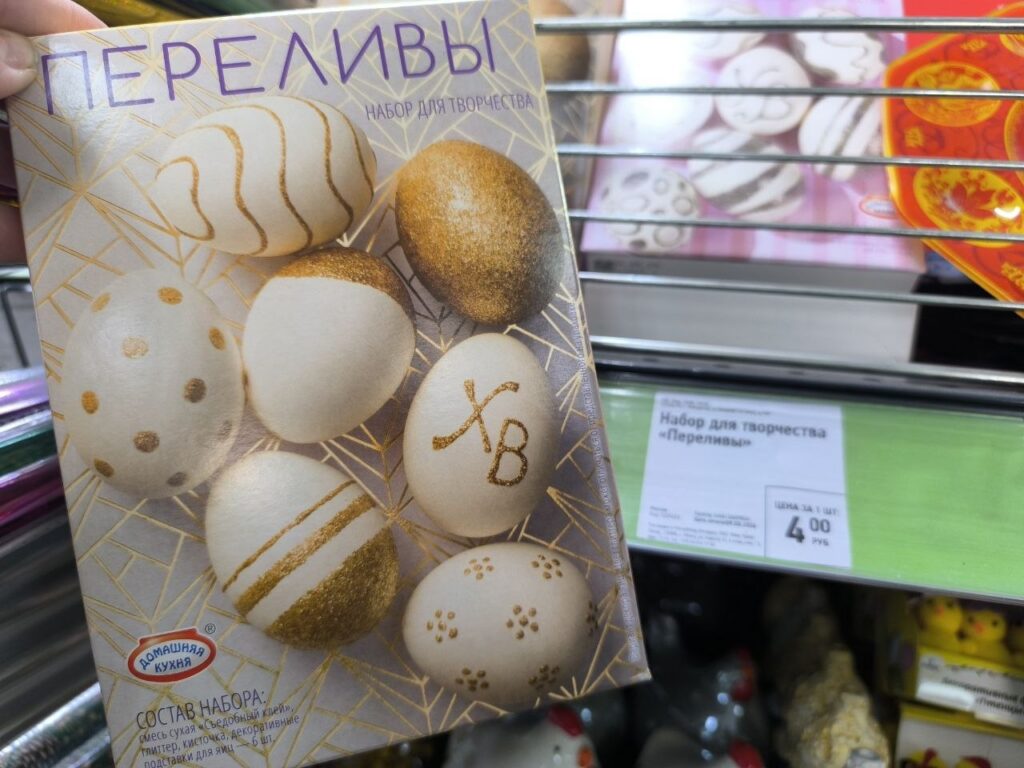 ПЕРЕЛИВЫ
НАБОР ДЛЯ ТВОРЧЕСТВА
ХВ
ДОМАШНЯЯ
КУХНЯ
®
СОСТАВ НАБОРА:
смесь сухая «Съедобный клей»,
глиттер, кисточка, декоративные
подставки для яиц — 6 шт.
Набор для творчества
«Переливы»
ЦЕНА ЗА 1 ШТ:
4 00
РУБ.